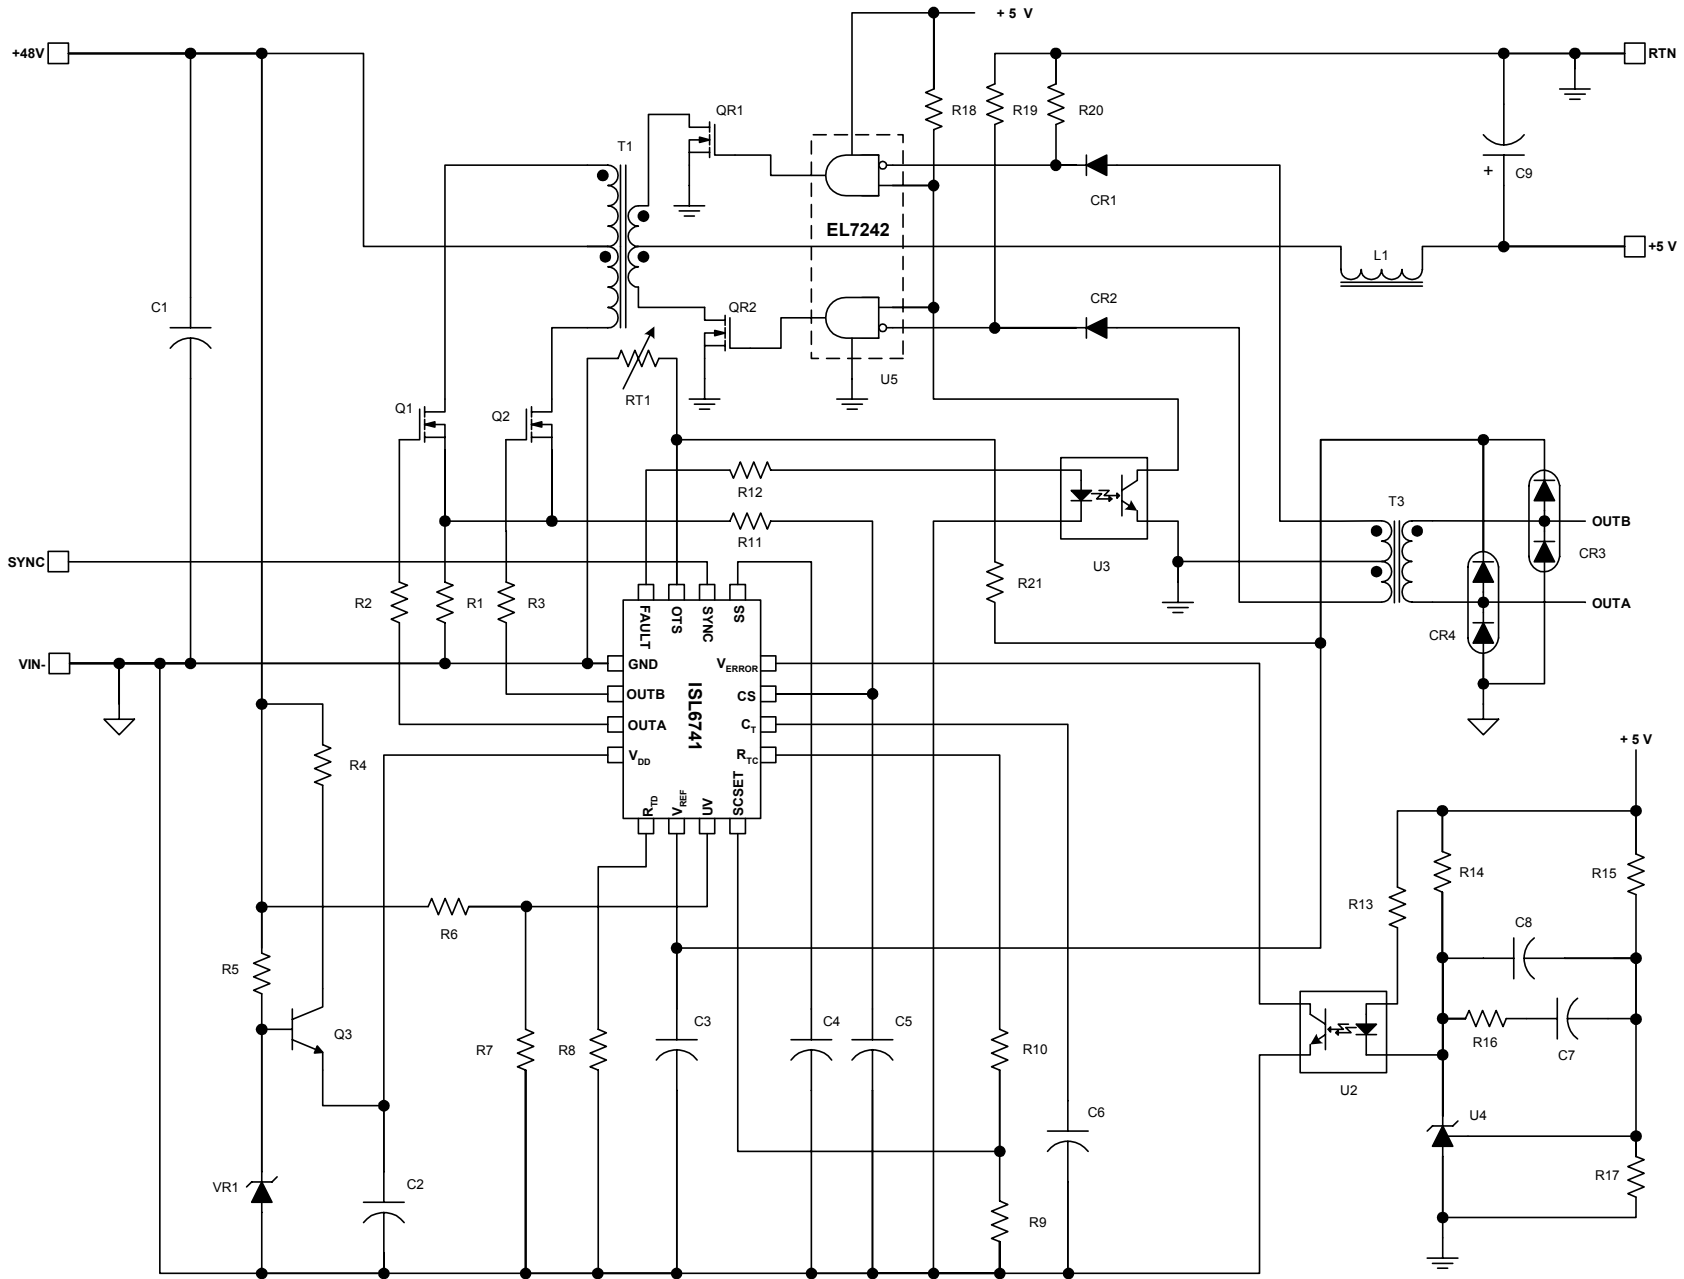 + 5 V
+48V
RTN
QR1
R18
R19
R20
T1
C9
+
CR1
EL7242
L1
+5 V
C1
QR2
CR2
U5
RT1
Q1
Q2
R12
T3
OUTB
R11
CR3
SYNC
U3
R21
R2
R1
R3
FAULT
OTS
SYNC
SS
OUTA
CR4
VIN-
GND
VERROR
OUTB
CS
ISL6741
OUTA
CT
+ 5 V
R4
VDD
RTC
RTD
VREF
UV
SCSET
R14
R15
R13
R6
C8
R5
Q3
R7
R8
C3
C4
C5
R10
R16
C7
U2
C6
U4
VR1
C2
R17
R9